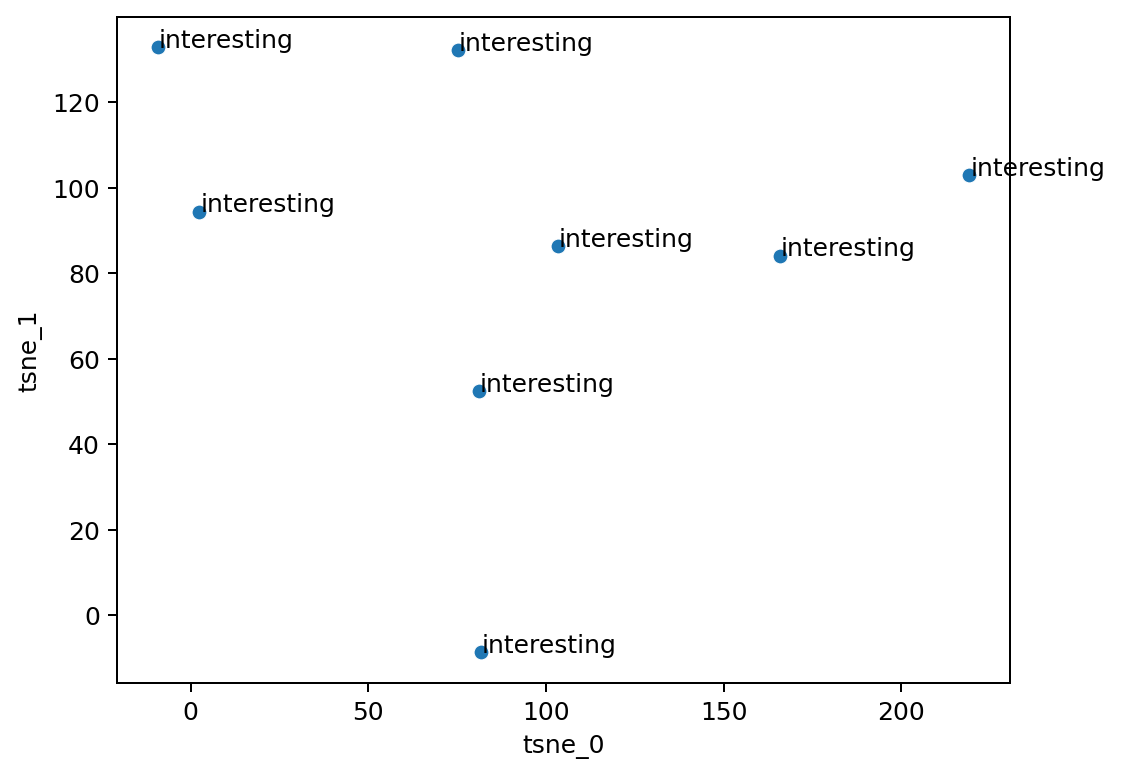 interesting
interesting
interesting
interesting
interesting
interesting
interesting
interesting
120
100
80
60
40
20
0
tsne_1
0
50
100
150
200
tsne_0